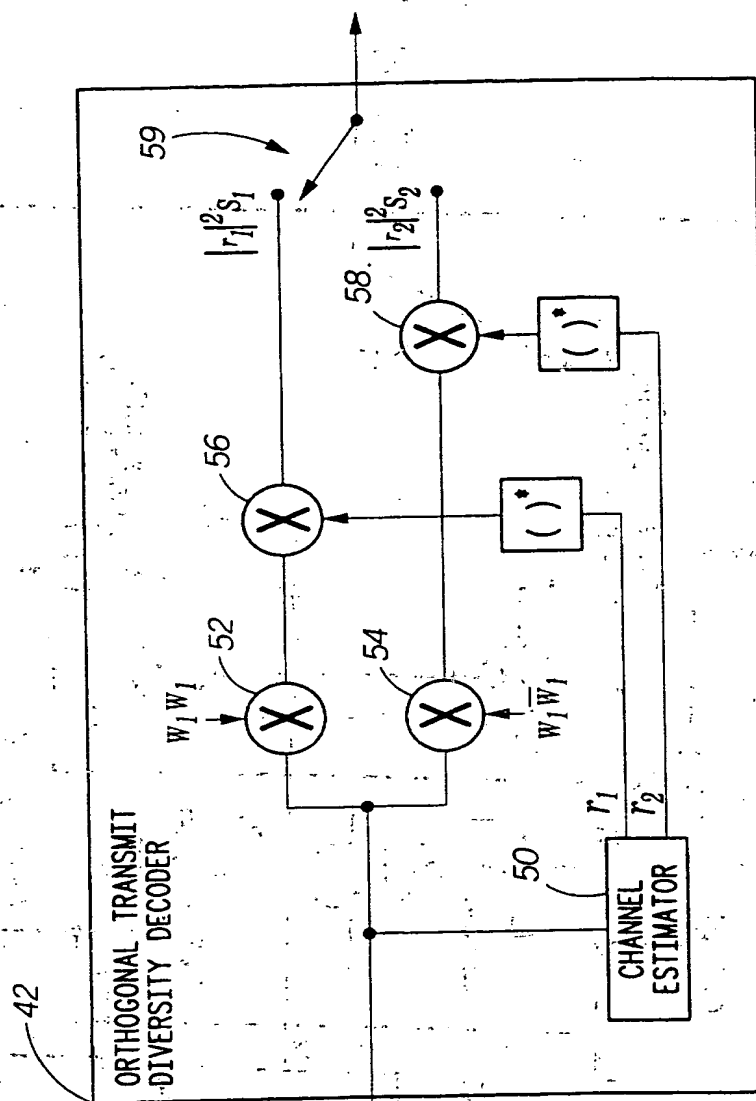 42
ORTHOGONAL TRANSMIT
DIVERSITY DECODER
59
|r1|²S1
|r2|²S2
58
56
52
54
W1W1
W1W̅1
X
X
X
X
( )*
( )*
r1
r2
50
CHANNEL
ESTIMATOR